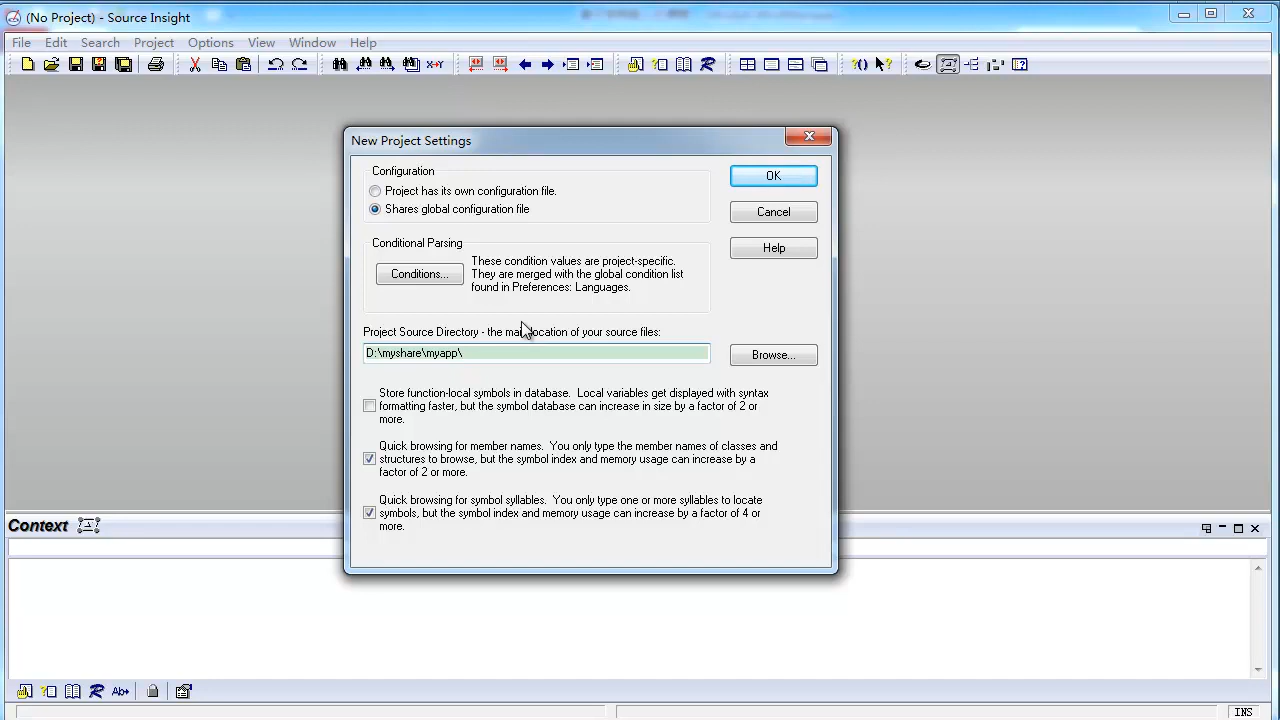 (No Project) - Source Insight
File Edit Search Project Options View Window Help
New Project Settings
Configuration
Project has its own configuration file.
Shares global configuration file
OK
Cancel
Help
Conditional Parsing
Conditions...
These condition values are project-specific.
They are merged with the global condition list
found in Preferences: Languages.
Project Source Directory - the main location of your source files:
D:\myshare\myapp\
Browse...
Store function-local symbols in database. Local variables get displayed with syntax
formatting faster, but the symbol database can increase in size by a factor of 2 or
more.
Quick browsing for member names. You only type the member names of classes and
structures to browse, but the symbol index and memory usage can increase by a
factor of 2 or more.
Quick browsing for symbol syllables. You only type one or more syllables to locate
symbols, but the symbol index and memory usage can increase by a factor of 4 or
more.
Context
INS